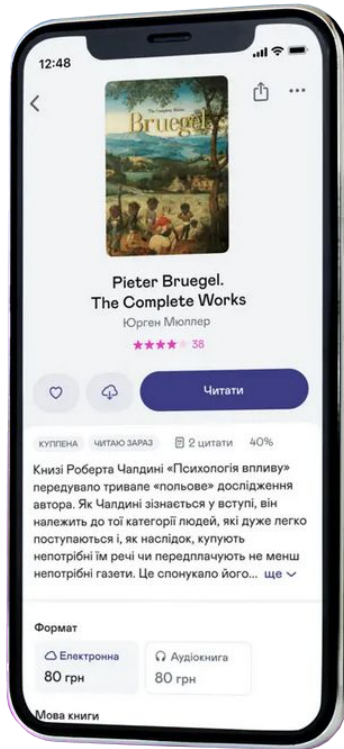 12:48
The Complete Works
Bruegel
Pieter Bruegel.
The Complete Works
Юрген Мюллер
38
Читати
КУПЛЕНА ЧИТАЮ ЗАРАЗ 2 цитати 40%
Книзі Роберта Чалдині «Психологія впливу»
передувало тривале «польове» дослідження
автора. Як Чалдині зізнається у вступі, він
належить до тої категорії людей, які дуже легко
поступаються і, як наслідок, купують
непотрібні їм речі чи передплачують не менш
непотрібні газети. Це спонукало його... ще
Формат
Електронна Аудіокнига
80 грн 80 грн
Мова книги